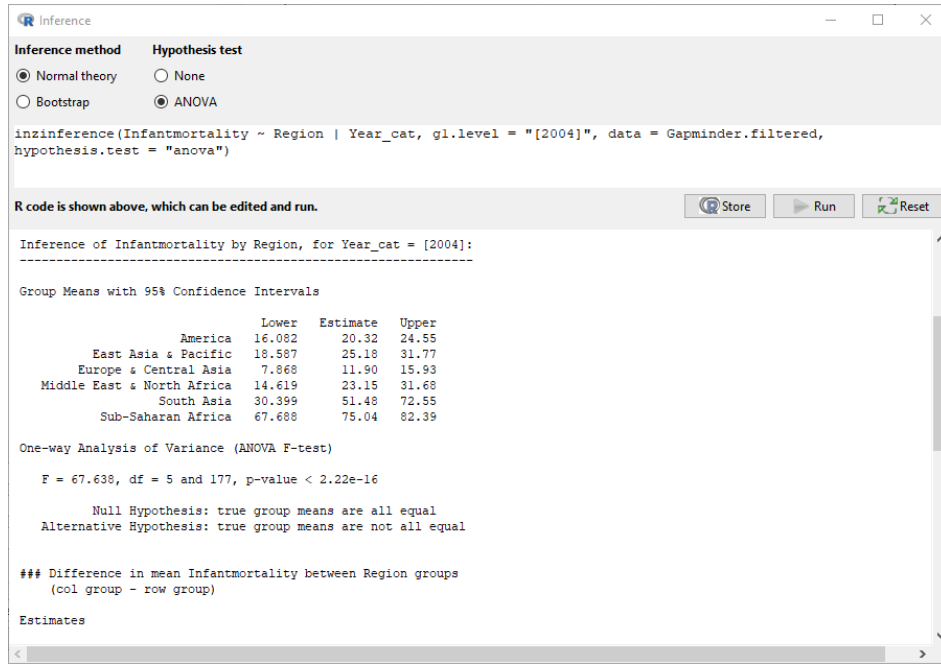 R Inference
Inference method Hypothesis test
Normal theory None
Bootstrap ANOVA
inzinference(Infantmortality ~ Region | Year_cat, g1.level = "[2004]", data = Gapminder.filtered,
hypothesis.test = "anova")
R code is shown above, which can be edited and run. R Store Run Reset
Inference of Infantmortality by Region, for Year_cat = [2004]:
---------------------------------------------------------------
Group Means with 95% Confidence Intervals
Lower Estimate Upper
America 16.082 20.32 24.55
East Asia & Pacific 18.587 25.18 31.77
Europe & Central Asia 7.868 11.90 15.93
Middle East & North Africa 14.619 23.15 31.68
South Asia 30.399 51.48 72.55
Sub-Saharan Africa 67.688 75.04 82.39
One-way Analysis of Variance (ANOVA F-test)
F = 67.638, df = 5 and 177, p-value < 2.22e-16
Null Hypothesis: true group means are all equal
Alternative Hypothesis: true group means are not all equal
### Difference in mean Infantmortality between Region groups
(col group - row group)
Estimates